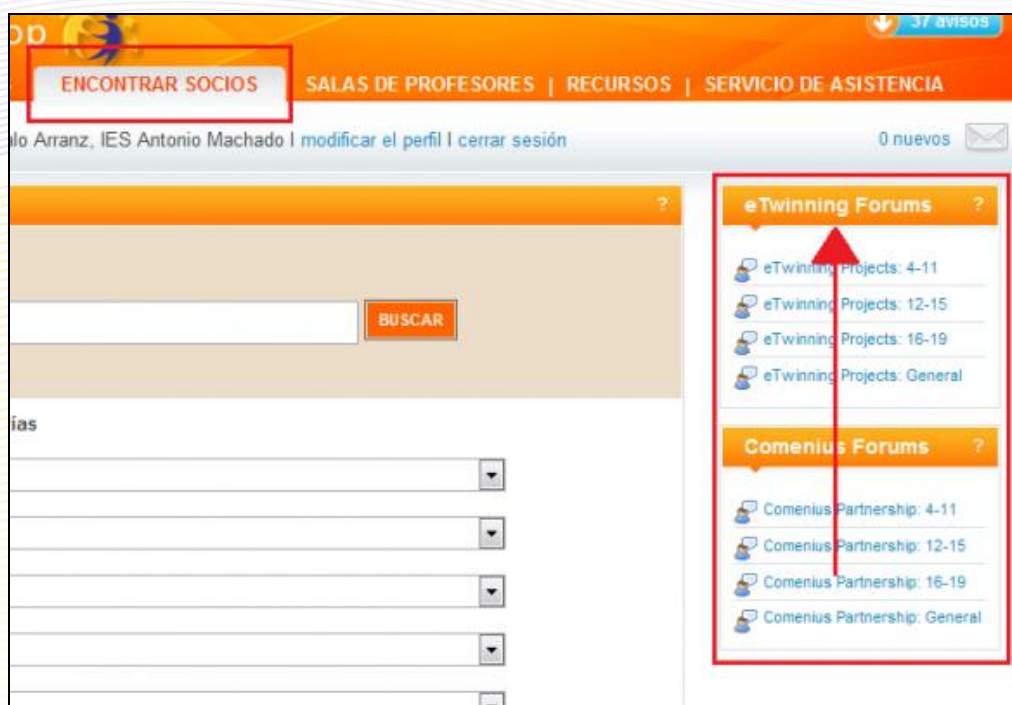 op
37 avisos
ENCONTRAR SOCIOS SALAS DE PROFESORES | RECURSOS | SERVICIO DE ASISTENCIA
alo Arranz, IES Antonio Machado I modificar el perfil I cerrar sesión
0 nuevos
?
BUSCAR
ías
eTwinning Forums ?
eTwinning Projects: 4-11
eTwinning Projects: 12-15
eTwinning Projects: 16-19
eTwinning Projects: General
Comenius Forums ?
Comenius Partnership: 4-11
Comenius Partnership: 12-15
Comenius Partnership: 16-19
Comenius Partnership: General